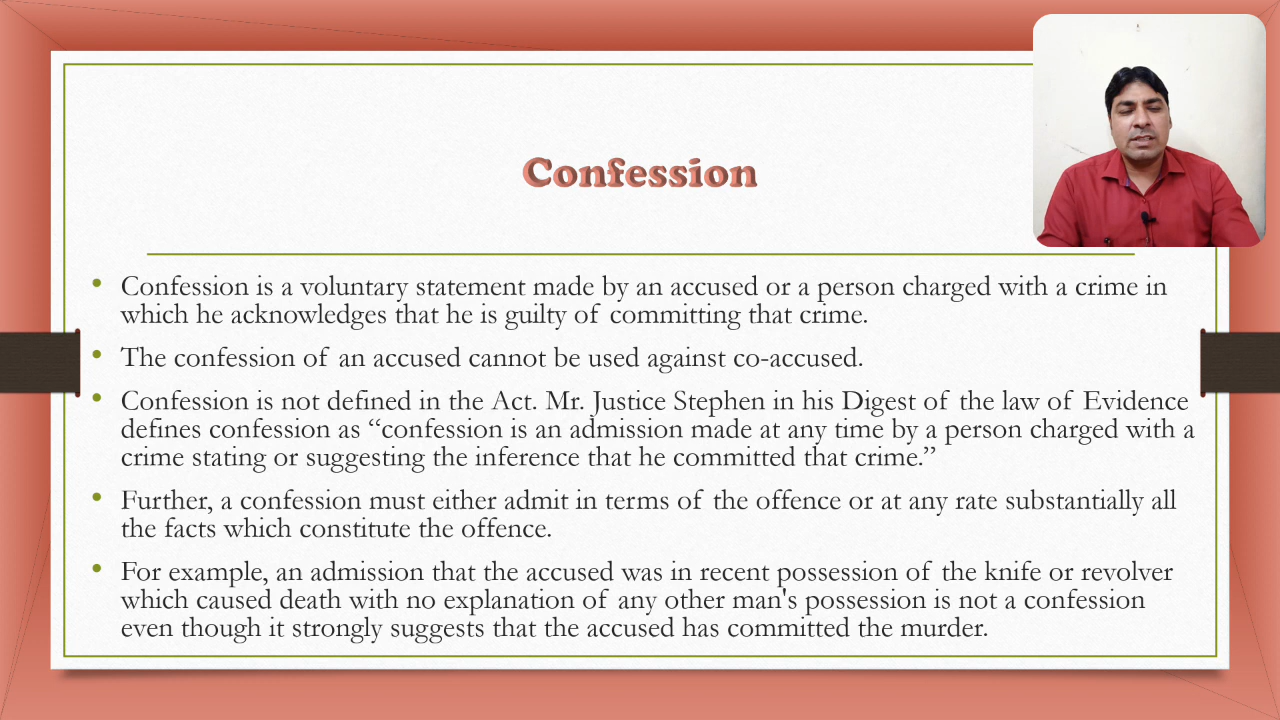 Confession
• Confession is a voluntary statement made by an accused or a person charged with a crime in
which he acknowledges that he is guilty of committing that crime.
• The confession of an accused cannot be used against co-accused.
• Confession is not defined in the Act. Mr. Justice Stephen in his Digest of the law of Evidence
defines confession as “confession is an admission made at any time by a person charged with a
crime stating or suggesting the inference that he committed that crime.”
• Further, a confession must either admit in terms of the offence or at any rate substantially all
the facts which constitute the offence.
• For example, an admission that the accused was in recent possession of the knife or revolver
which caused death with no explanation of any other man's possession is not a confession
even though it strongly suggests that the accused has committed the murder.